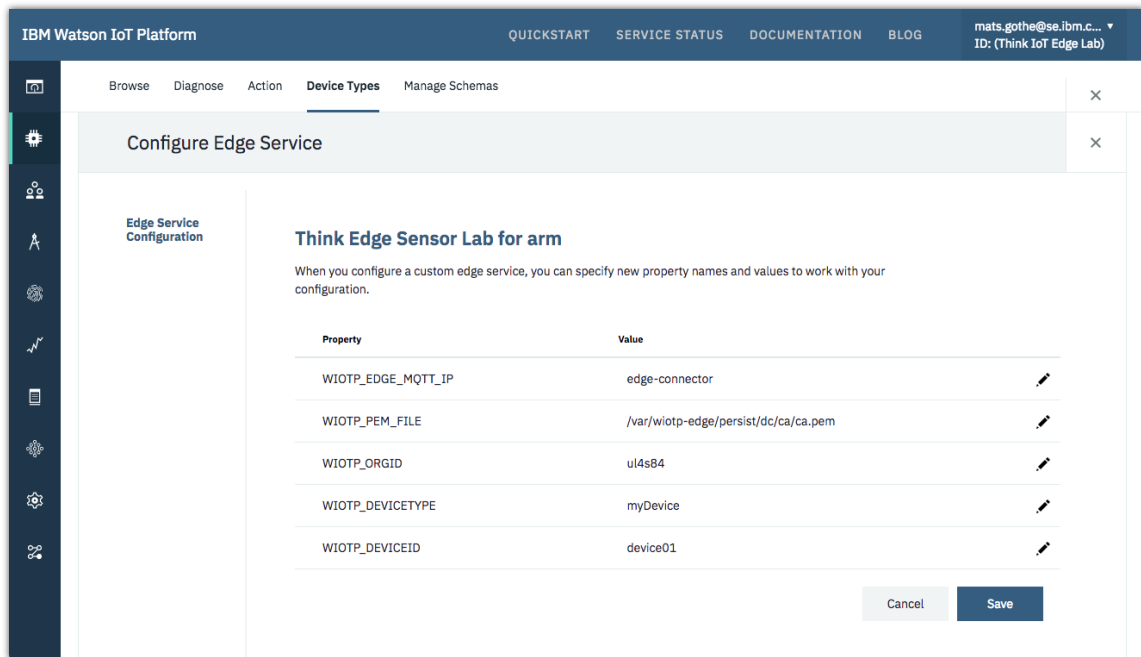 IBM Watson IoT Platform
QUICKSTART
SERVICE STATUS
DOCUMENTATION
BLOG
mats.gothe@se.ibm.c...
ID: (Think IoT Edge Lab)
Browse
Diagnose
Action
Device Types
Manage Schemas
Configure Edge Service
Edge Service
Configuration
Think Edge Sensor Lab for arm
When you configure a custom edge service, you can specify new property names and values to work with your
configuration.
Property Value
WIOTP_EDGE_MQTT_IP edge-connector
WIOTP_PEM_FILE /var/wiotp-edge/persist/dc/ca/ca.pem
WIOTP_ORGID ul4s84
WIOTP_DEVICETYPE myDevice
WIOTP_DEVICEID device01
Cancel
Save